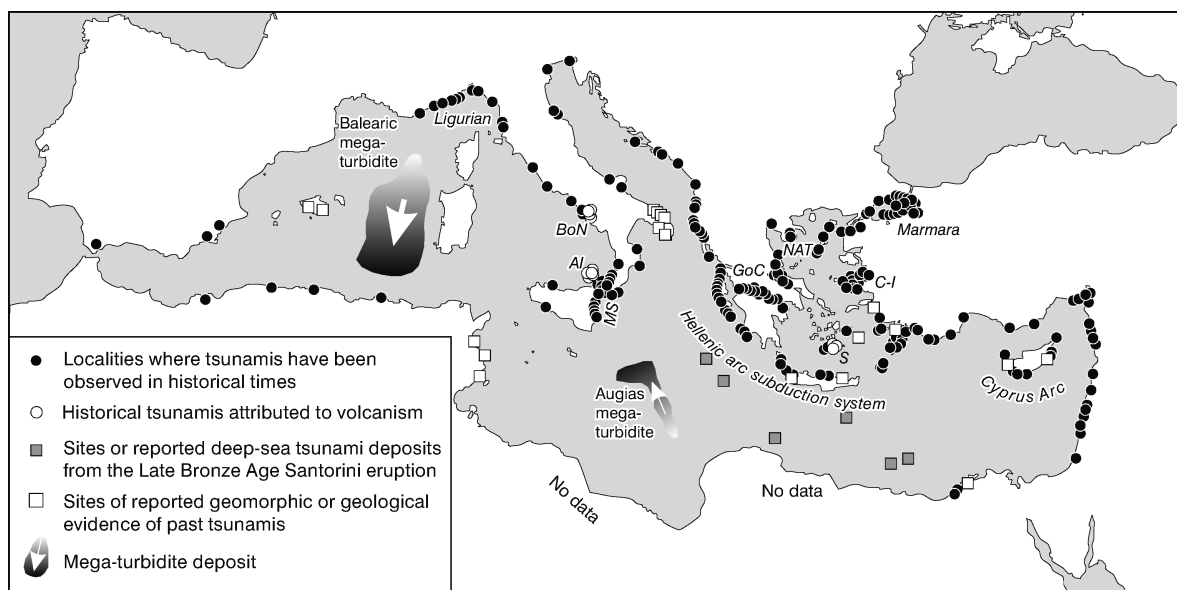 Balearic
mega-
turbidite
Ligurian
BoN
AI
MS
GoC
NAT
Marmara
C-I
S
Hellenic arc subduction system
Cyprus Arc
Augias
mega-
turbidite
No data
No data
Localities where tsunamis have been
observed in historical times
Historical tsunamis attributed to volcanism
Sites or reported deep-sea tsunami deposits
from the Late Bronze Age Santorini eruption
Sites of reported geomorphic or geological
evidence of past tsunamis
Mega-turbidite deposit